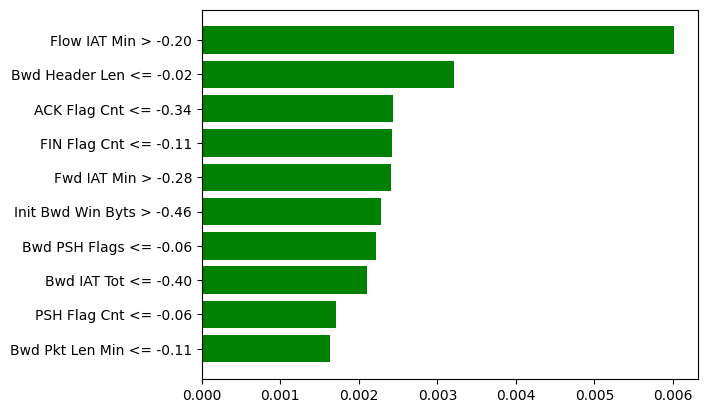 Flow IAT Min > -0.20
Bwd Header Len <= -0.02
ACK Flag Cnt <= -0.34
FIN Flag Cnt <= -0.11
Fwd IAT Min > -0.28
Init Bwd Win Byts > -0.46
Bwd PSH Flags <= -0.06
Bwd IAT Tot <= -0.40
PSH Flag Cnt <= -0.06
Bwd Pkt Len Min <= -0.11
0.000 0.001 0.002 0.003 0.004 0.005 0.006